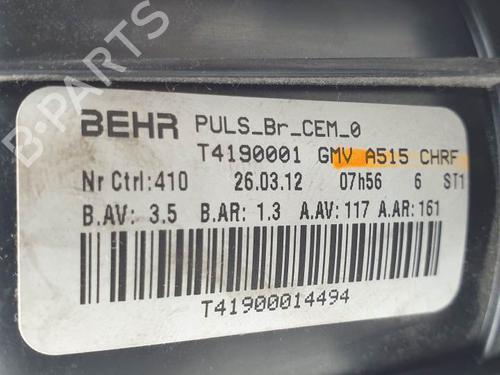 B-PARTS
BEHR PULS_Br_CEM_0
T4190001 GMV A515 CHRF
Nr Ctrl:410 26.03.12 07h56 6 ST1
B.AV: 3.5 B.AR: 1.3 A.AV: 117 A.AR: 161
T41900014494